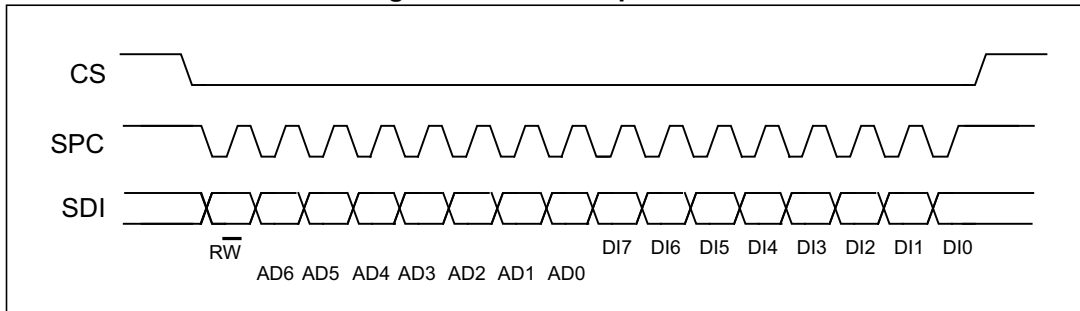 CS
SPC
SDI
RW
DI7 DI6 DI5 DI4 DI3 DI2 DI1 DI0
AD6 AD5 AD4 AD3 AD2 AD1 AD0